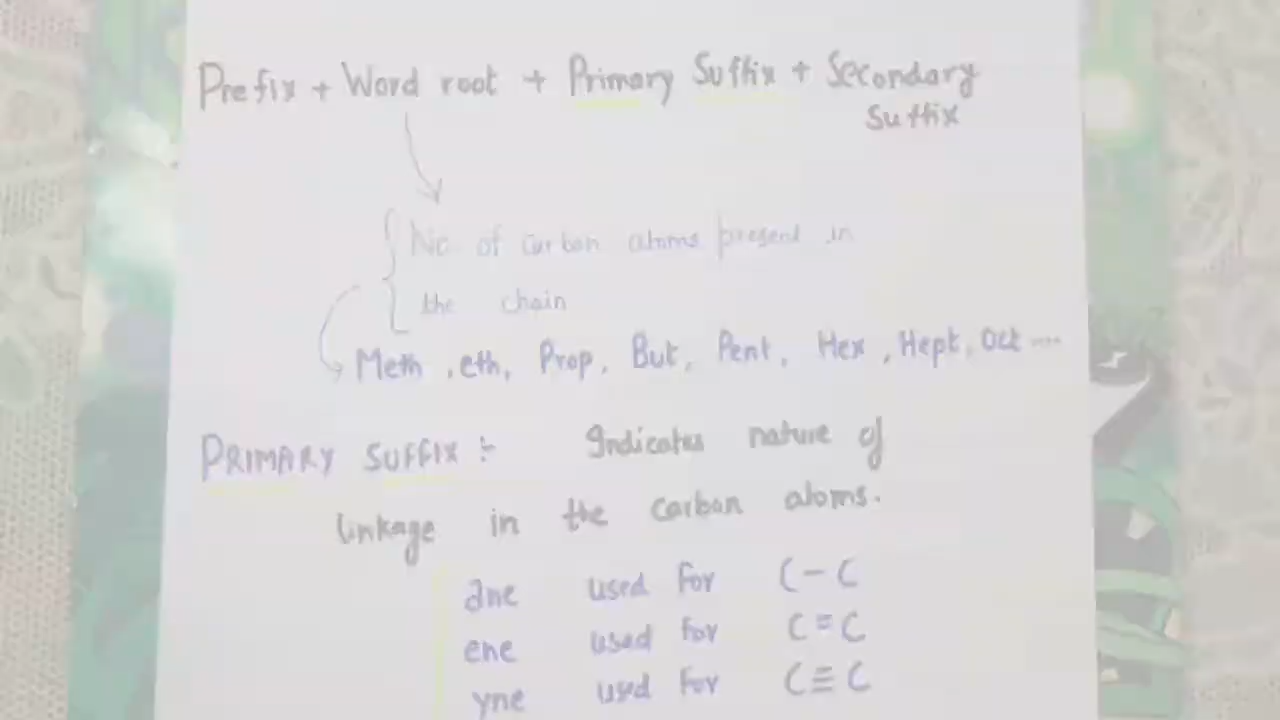 Prefix + Word root + Primary Suffix + Secondary
Suffix
No. of carbon atoms present in
the chain
Meth, eth, Prop, But, Pent, Hex, Hept, Oct ....
PRIMARY SUFFIX :- Indicates nature of
linkage in the carbon atoms.
ane used for C-C
ene used for C=C
yne used for C≡C